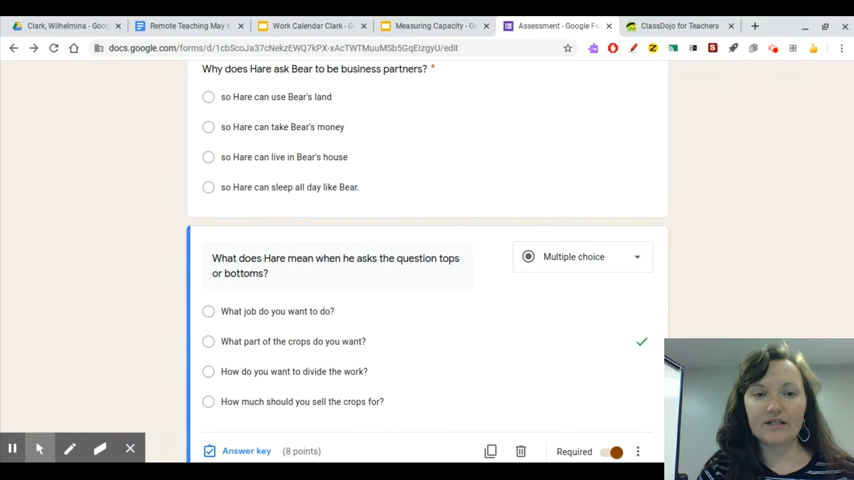 Clark, Wilhelmina - Goog
Remote Teaching May 6,
Work Calendar Clark - G
Measuring Capacity - G
Assessment - Google Fo
ClassDojo for Teachers
docs.google.com/forms/d/1cbScoJa37cNekzEWQ7kPX-xAcTWTMuuMSb5GqEIzgyU/edit
Why does Hare ask Bear to be business partners? *
so Hare can use Bear's land
so Hare can take Bear's money
so Hare can live in Bear's house
so Hare can sleep all day like Bear.
What does Hare mean when he asks the question tops
or bottoms?
Multiple choice
What job do you want to do?
What part of the crops do you want?
How do you want to divide the work?
How much should you sell the crops for?
Answer key (8 points)
Required